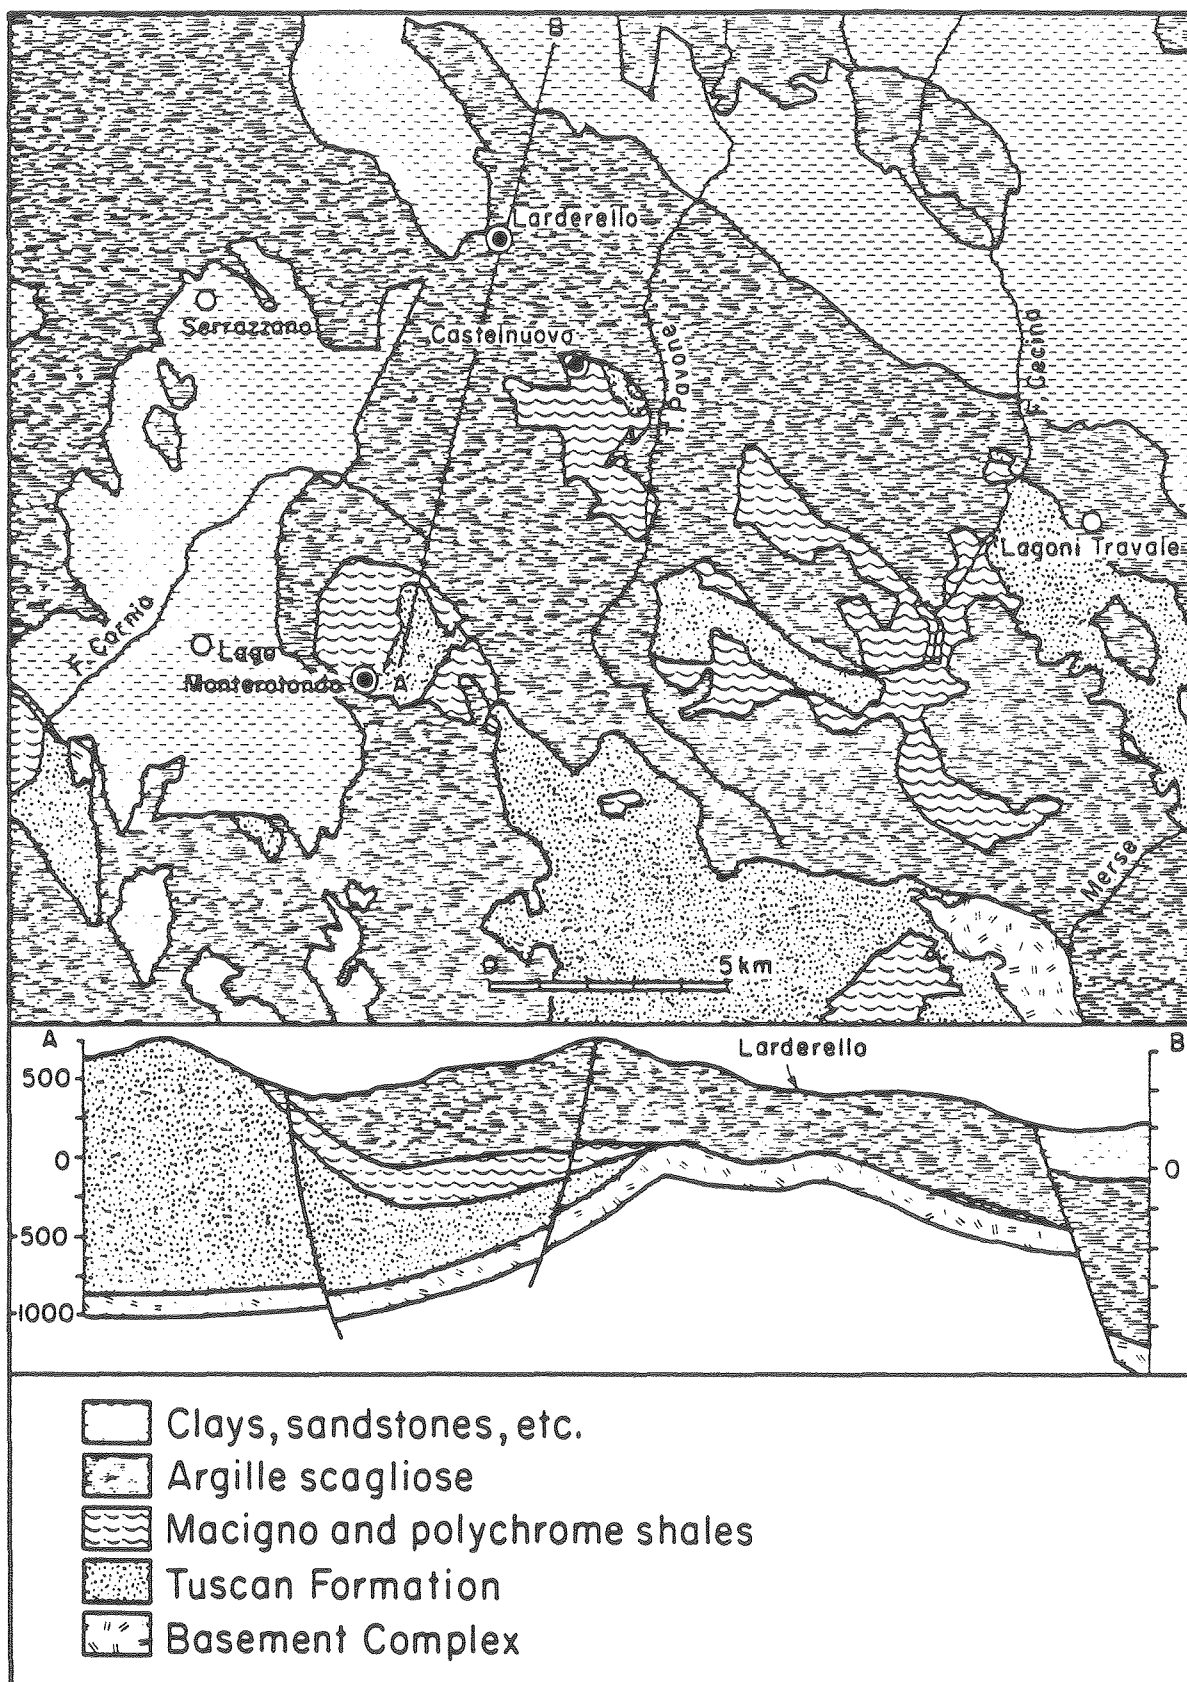 B
Larderello
Serrazzano
Castelnuovo
Pavone
F. Cecina
Lagoni Travale
F. Cornia
Lago
Monterotondo
A
Merse
0 5 km
A
Larderello
B
500
0
0
-500
-1000
Clays, sandstones, etc.
Argille scagliose
Macigno and polychrome shales
Tuscan Formation
Basement Complex